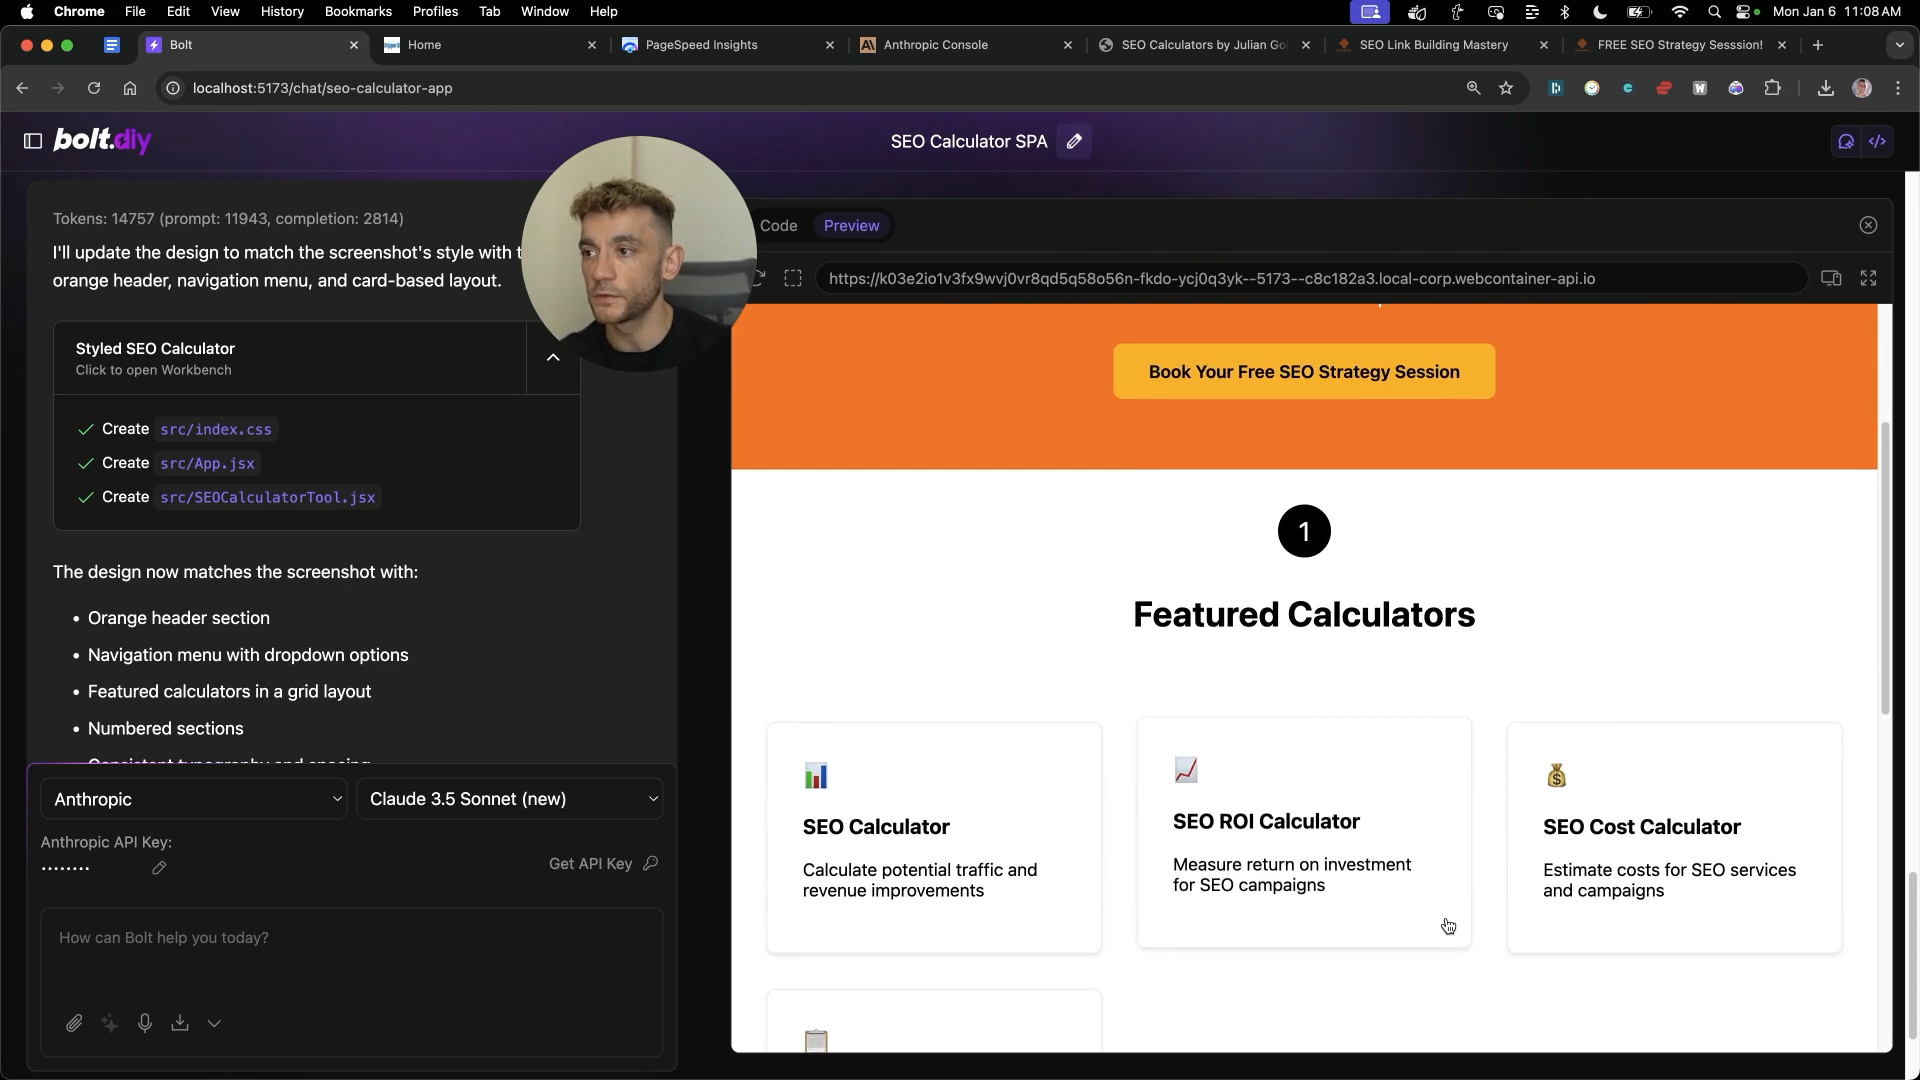 Chrome File Edit View History Bookmarks Profiles Tab Window Help
Mon Jan 6 11:08 AM
Bolt
Home
PageSpeed Insights
Anthropic Console
SEO Calculators by Julian Go
SEO Link Building Mastery
FREE SEO Strategy Sesssion!
localhost:5173/chat/seo-calculator-app
bolt.diy
SEO Calculator SPA
Tokens: 14757 (prompt: 11943, completion: 2814)
I'll update the design to match the screenshot's style with
orange header, navigation menu, and card-based layout.
Styled SEO Calculator
Click to open Workbench
Create src/index.css
Create src/App.jsx
Create src/SEOCalculatorTool.jsx
The design now matches the screenshot with:
• Orange header section
• Navigation menu with dropdown options
• Featured calculators in a grid layout
• Numbered sections
Anthropic
Claude 3.5 Sonnet (new)
Anthropic API Key:
••••••••
Get API Key
How can Bolt help you today?
Code
Preview
https://k03e2io1v3fx9wvj0vr8qd5q58o56n-fkdo-ycj0q3yk--5173--c8c182a3.local-corp.webcontainer-api.io
Book Your Free SEO Strategy Session
1
Featured Calculators
SEO Calculator
Calculate potential traffic and
revenue improvements
SEO ROI Calculator
Measure return on investment
for SEO campaigns
SEO Cost Calculator
Estimate costs for SEO services
and campaigns